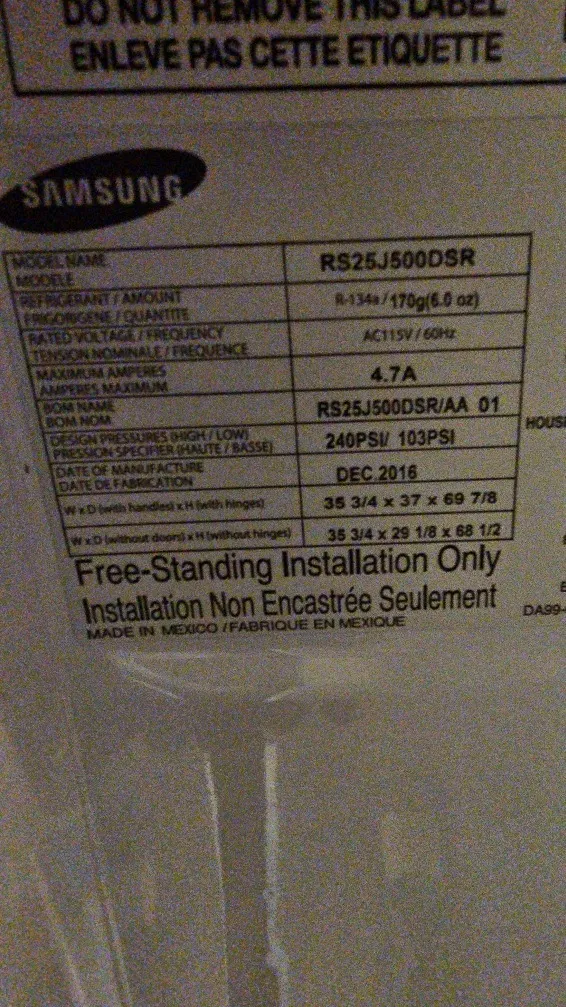 DO NOT REMOVE THIS LABEL
ENLEVE PAS CETTE ETIQUETTE
SAMSUNG
MODEL NAME
MODELE
RS25J500DSR
REFRIGERANT / AMOUNT
FRIGORIGENE / QUANTITE
R-134a / 170g(6.0 oz)
RATED VOLTAGE / FREQUENCY
TENSION NOMINALE / FREQUENCE
AC115V / 60Hz
MAXIMUM AMPERES
AMPERES MAXIMUM
4.7A
BOM NAME
BOM NOM
RS25J500DSR/AA 01
DESIGN PRESSURES (HIGH / LOW)
PRESSION SPECIFIER (HAUTE / BASSE)
240PSI/ 103PSI
DATE OF MANUFACTURE
DATE DE FABRICATION
DEC 2016
W x D (with handles) x H (with hinges)
35 3/4 x 37 x 69 7/8
W x D (without doors) x H (without hinges)
35 3/4 x 29 1/8 x 68 1/2
Free-Standing Installation Only
Installation Non Encastrée Seulement
MADE IN MEXICO / FABRIQUE EN MEXIQUE
HOUS
DA99-